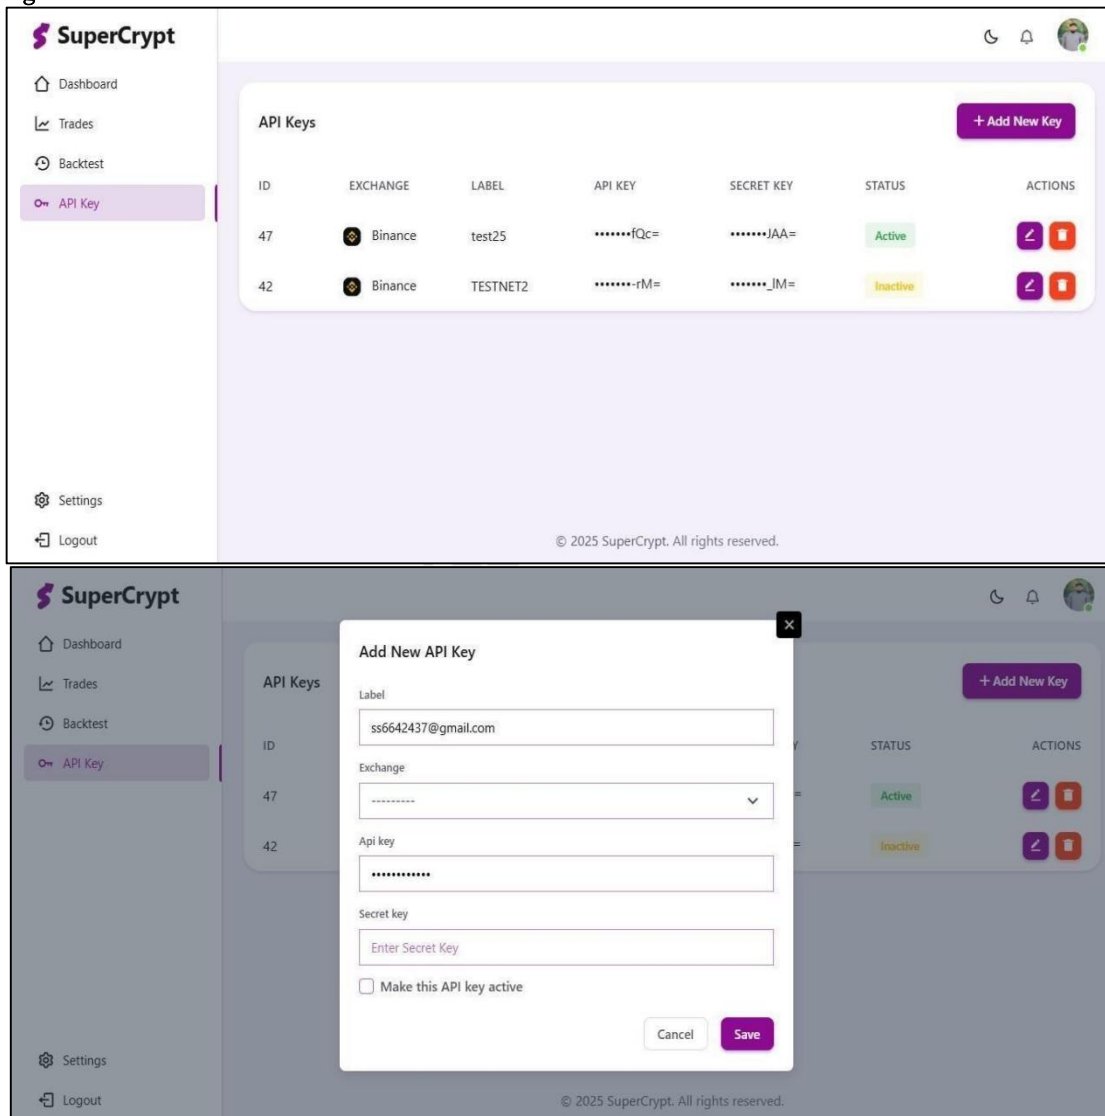 SuperCrypt
Dashboard
Trades
Backtest
API Key
Settings
Logout
API Keys
+ Add New Key
ID EXCHANGE LABEL API KEY SECRET KEY STATUS ACTIONS
47 Binance test25 •••••••fQc= •••••••JAA= Active
42 Binance TESTNET2 •••••••-rM= •••••••_lM= Inactive
© 2025 SuperCrypt. All rights reserved.
SuperCrypt
Dashboard
Trades
Backtest
API Key
Settings
Logout
API Keys
+ Add New Key
ID Y STATUS ACTIONS
47 = Active
42 = Inactive
Add New API Key
Label
ss6642437@gmail.com
Exchange
---------
Api key
••••••••••••
Secret key
Enter Secret Key
Make this API key active
Cancel Save
© 2025 SuperCrypt. All rights reserved.